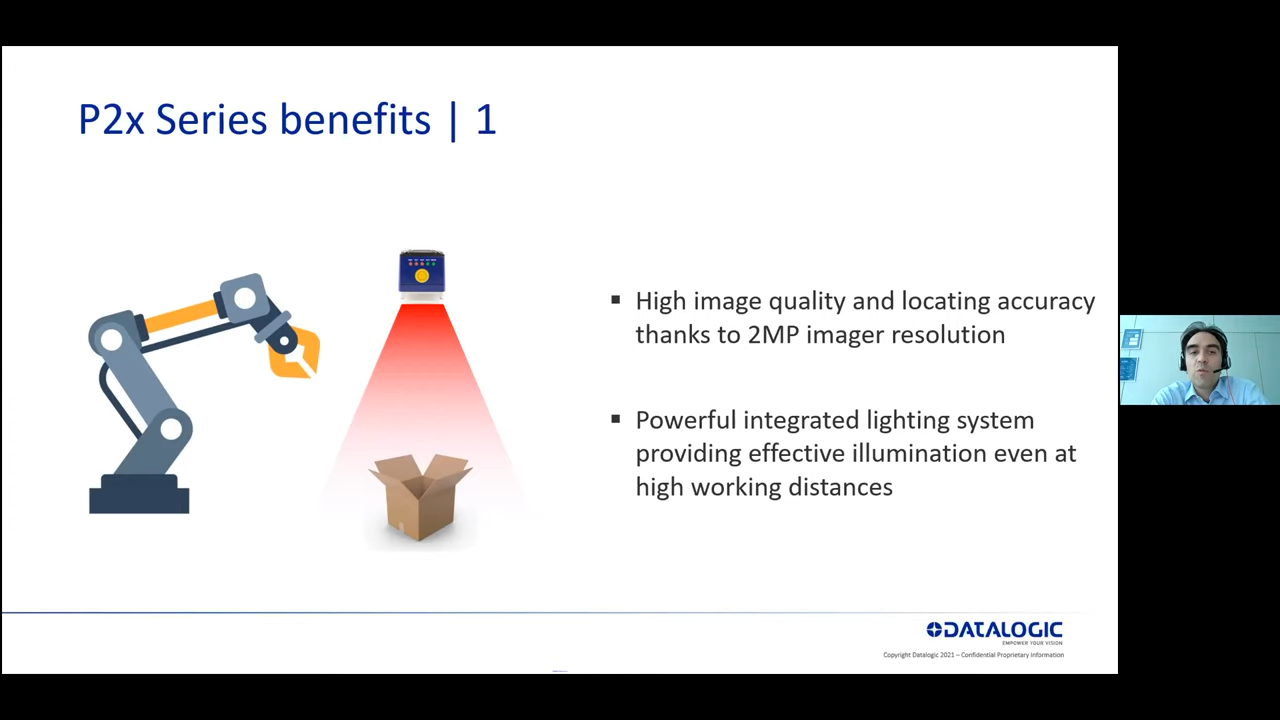 P2x Series benefits | 1
▪ High image quality and locating accuracy
thanks to 2MP imager resolution
▪ Powerful integrated lighting system
providing effective illumination even at
high working distances
DATALOGIC
EMPOWER YOUR VISION
Copyright Datalogic 2021 – Confidential Proprietary Information